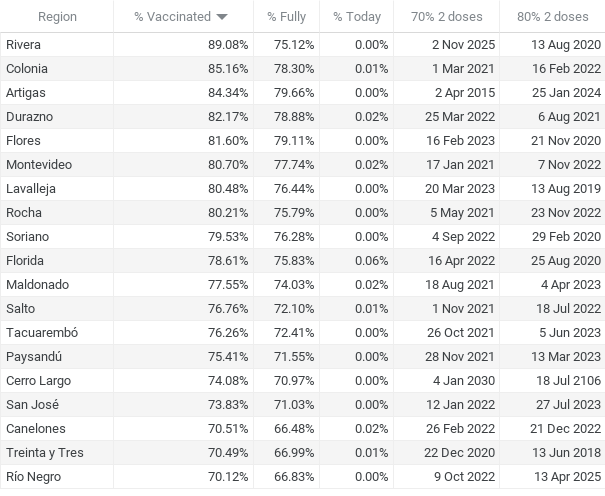 Region % Vaccinated % Fully % Today 70% 2 doses 80% 2 doses
Rivera 89.08% 75.12% 0.00% 2 Nov 2025 13 Aug 2020
Colonia 85.16% 78.30% 0.01% 1 Mar 2021 16 Feb 2022
Artigas 84.34% 79.66% 0.00% 2 Apr 2015 25 Jan 2024
Durazno 82.17% 78.88% 0.02% 25 Mar 2022 6 Aug 2021
Flores 81.60% 79.11% 0.00% 16 Feb 2023 21 Nov 2020
Montevideo 80.70% 77.74% 0.02% 17 Jan 2021 7 Nov 2022
Lavalleja 80.48% 76.44% 0.00% 20 Mar 2023 13 Aug 2019
Rocha 80.21% 75.79% 0.00% 5 May 2021 23 Nov 2022
Soriano 79.53% 76.28% 0.00% 4 Sep 2022 29 Feb 2020
Florida 78.61% 75.83% 0.06% 16 Apr 2022 25 Aug 2020
Maldonado 77.55% 74.03% 0.02% 18 Aug 2021 4 Apr 2023
Salto 76.76% 72.10% 0.01% 1 Nov 2021 18 Jul 2022
Tacuarembó 76.26% 72.41% 0.00% 26 Oct 2021 5 Jun 2023
Paysandú 75.41% 71.55% 0.00% 28 Nov 2021 13 Mar 2023
Cerro Largo 74.08% 70.97% 0.00% 4 Jan 2030 18 Jul 2106
San José 73.83% 71.03% 0.00% 12 Jan 2022 27 Jul 2023
Canelones 70.51% 66.48% 0.02% 26 Feb 2022 21 Dec 2022
Treinta y Tres 70.49% 66.99% 0.01% 22 Dec 2020 13 Jun 2018
Río Negro 70.12% 66.83% 0.00% 9 Oct 2022 13 Apr 2025